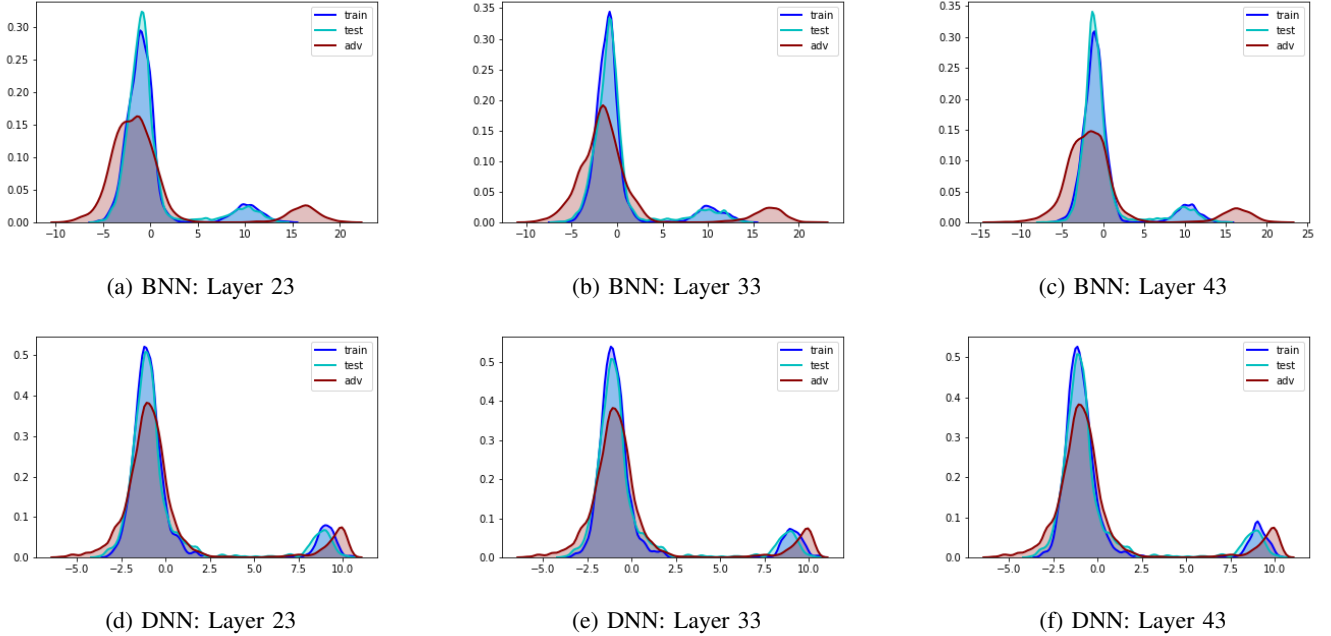 train
test
adv
0.30
0.25
0.20
0.15
0.10
0.05
0.00
−10 −5 0 5 10 15 20
(a) BNN: Layer 23
train
test
adv
0.35
0.30
0.25
0.20
0.15
0.10
0.05
0.00
−10 −5 0 5 10 15 20
(b) BNN: Layer 33
train
test
adv
0.35
0.30
0.25
0.20
0.15
0.10
0.05
0.00
−15 −10 −5 0 5 10 15 20 25
(c) BNN: Layer 43
train
test
adv
0.5
0.4
0.3
0.2
0.1
0.0
−5.0 −2.5 0.0 2.5 5.0 7.5 10.0
(d) DNN: Layer 23
train
test
adv
0.5
0.4
0.3
0.2
0.1
0.0
−5.0 −2.5 0.0 2.5 5.0 7.5 10.0
(e) DNN: Layer 33
train
test
adv
0.5
0.4
0.3
0.2
0.1
0.0
−5.0 −2.5 0.0 2.5 5.0 7.5 10.0
(f) DNN: Layer 43